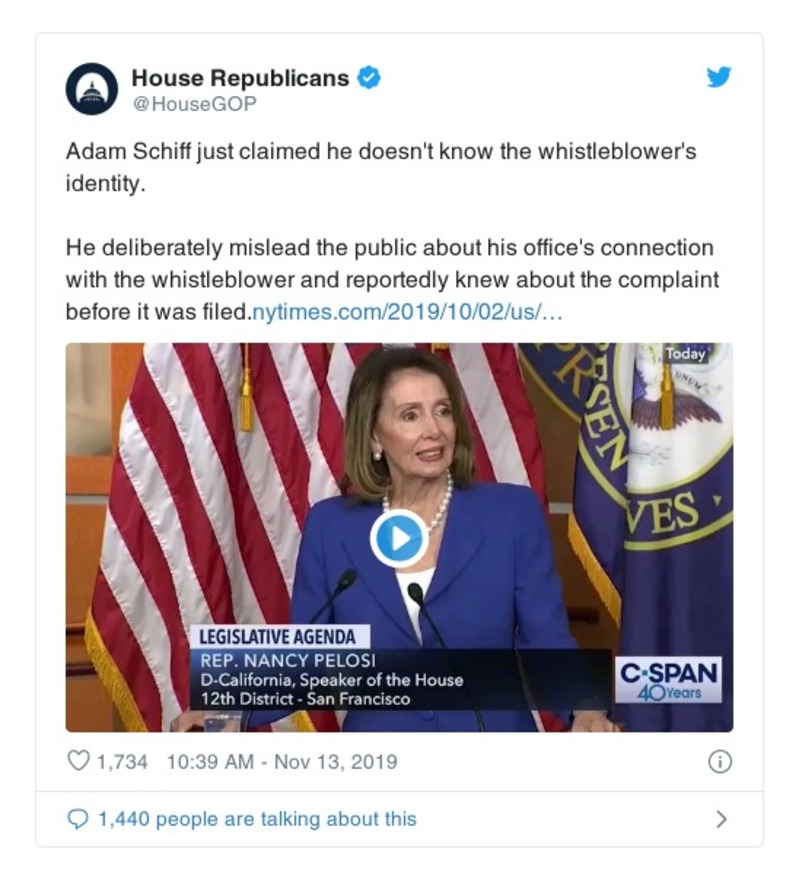 House Republicans
@HouseGOP
Adam Schiff just claimed he doesn't know the whistleblower's
identity.
He deliberately mislead the public about his office's connection
with the whistleblower and reportedly knew about the complaint
before it was filed.nytimes.com/2019/10/02/us/…
Today
UNUM
PRESEN
VES
LEGISLATIVE AGENDA
REP. NANCY PELOSI
D-California, Speaker of the House
12th District - San Francisco
C-SPAN
40 Years
1,734 10:39 AM - Nov 13, 2019
1,440 people are talking about this